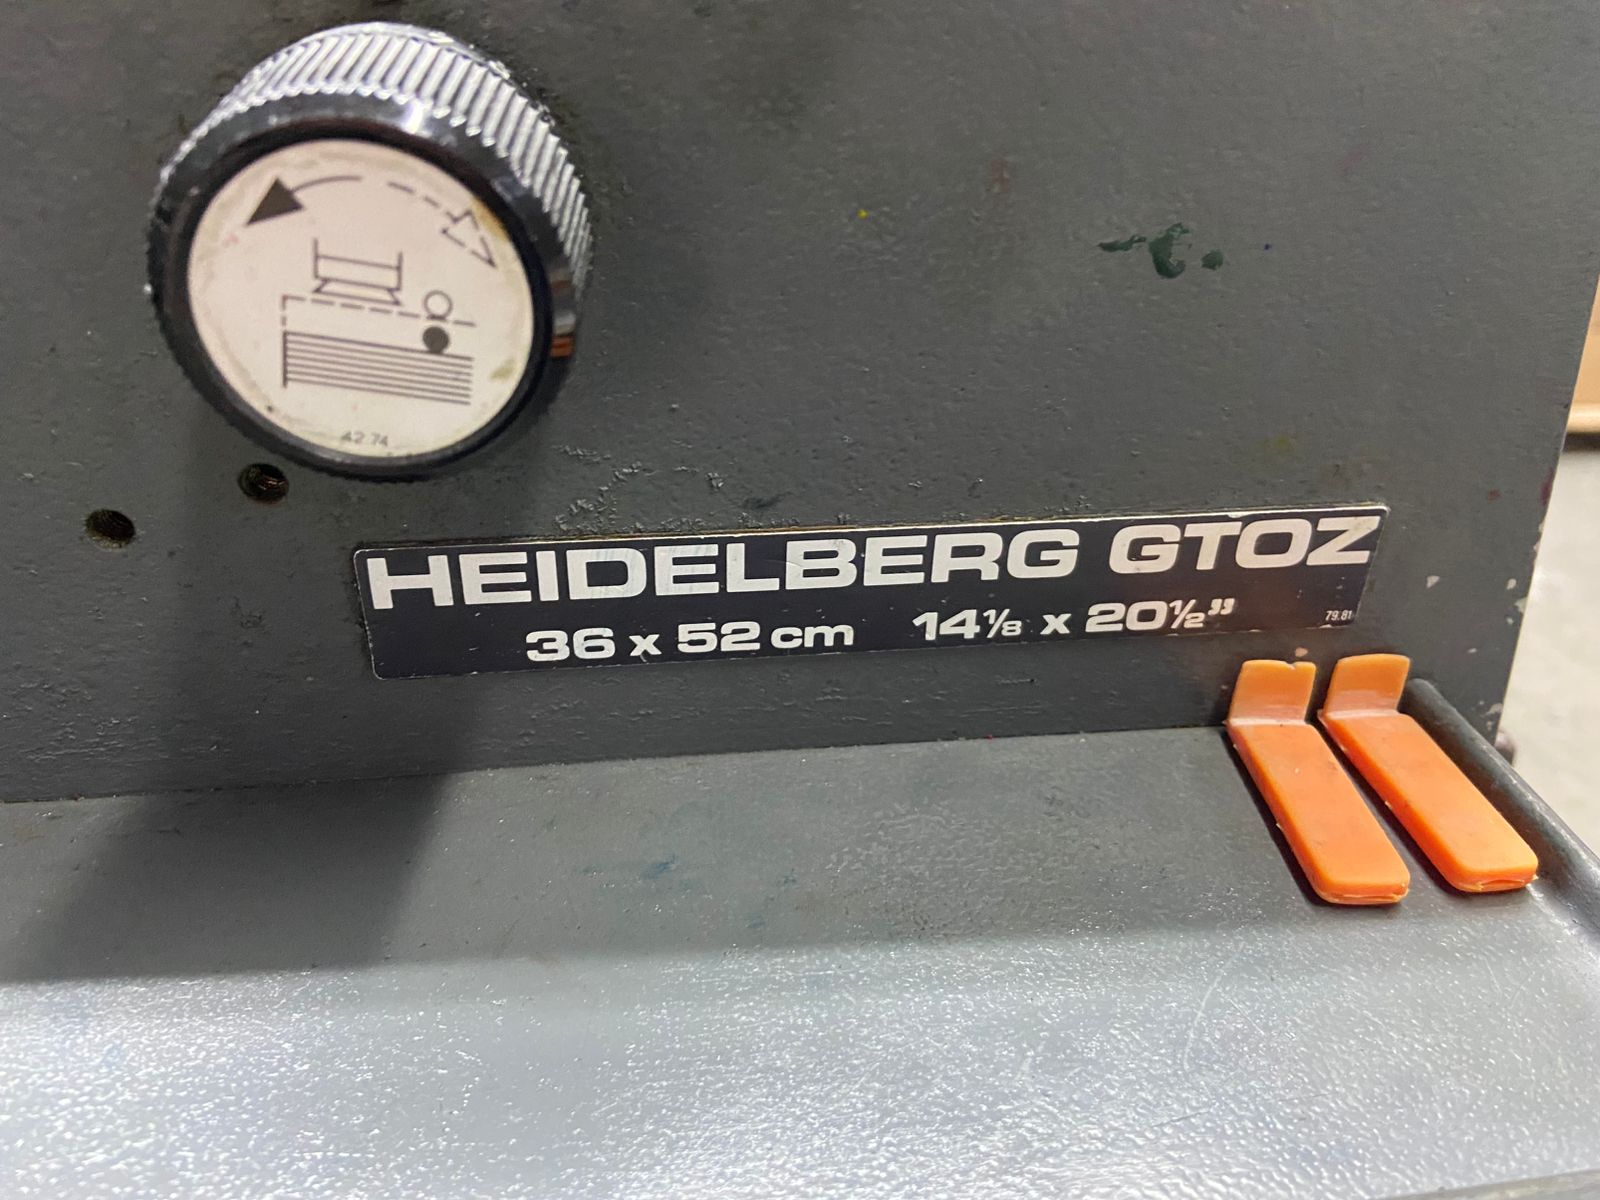 42.74
HEIDELBERG GTOZ
36 x 52 cm 14⅛ x 20½"
79.81